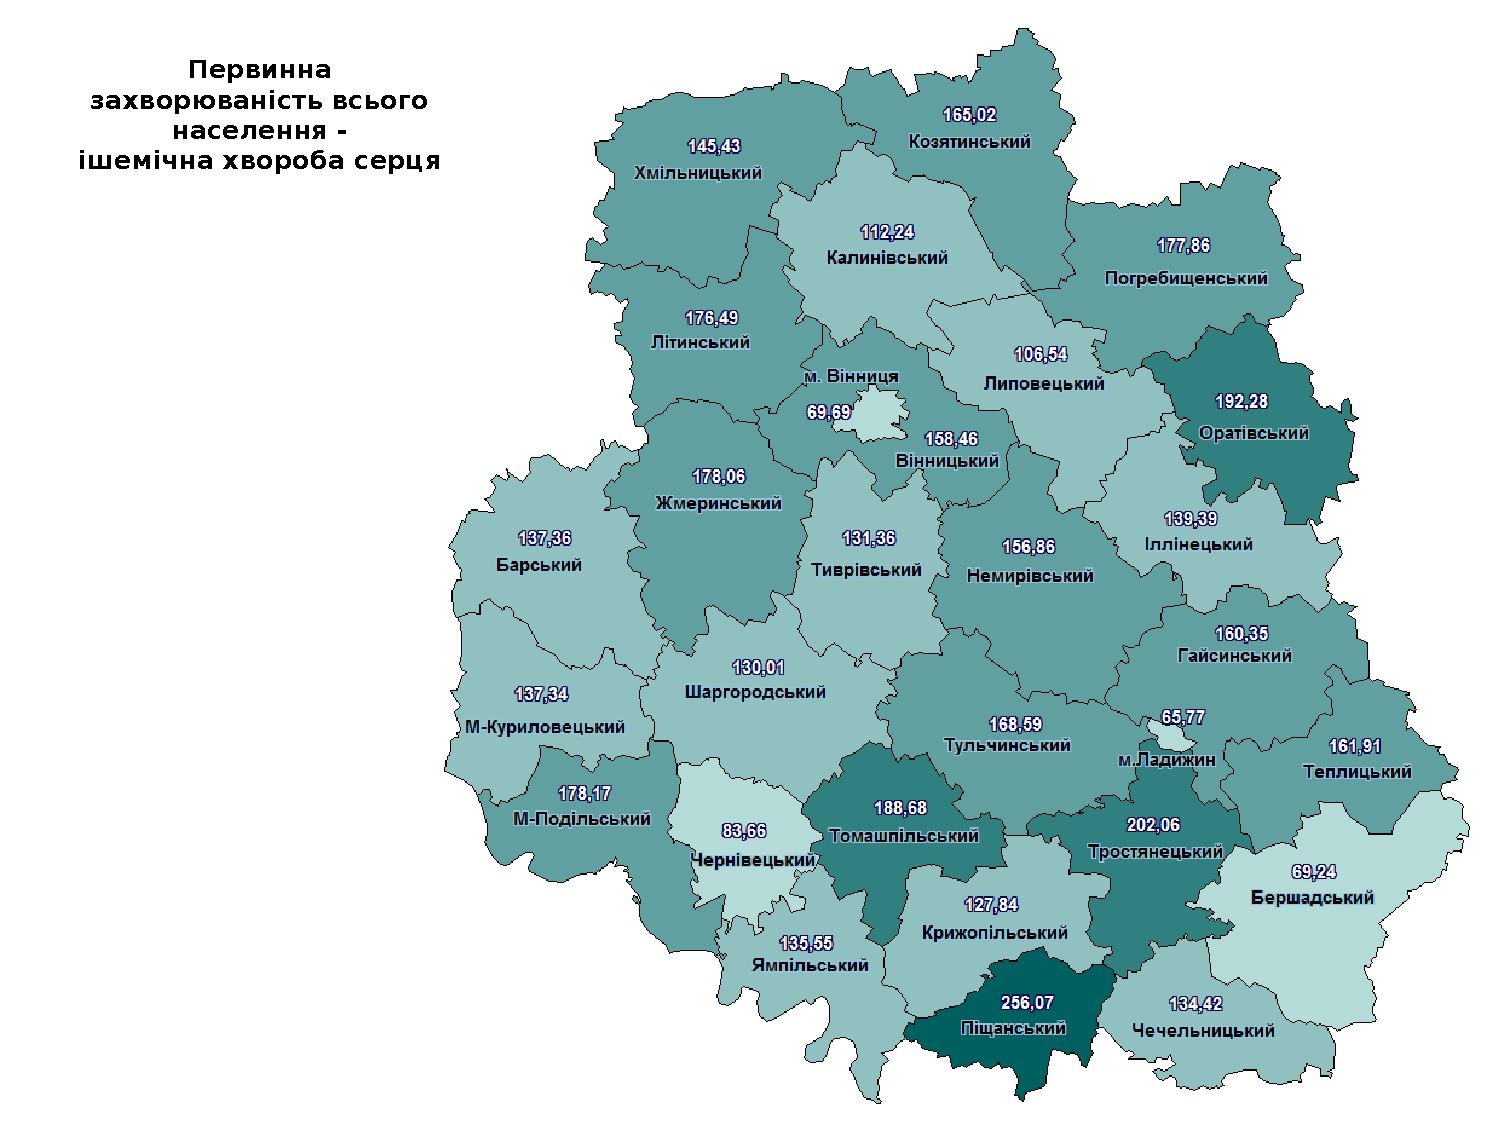 Первинна
захворюваність всього
населення -
ішемічна хвороба серця
165,02
Козятинський
145,43
Хмільницький
112,24
Калинівський
177,86
Погребищенський
176,49
Літинський
106,54
Липовецький
м. Вінниця
69,69
192,28
Оратівський
158,46
Вінницький
178,06
Жмеринський
137,36
Барський
131,36
Тиврівський
156,86
Немирівський
139,39
Іллінецький
160,35
Гайсинський
130,01
Шаргородський
137,34
М-Куриловецький
168,59
Тульчинський
65,77
м.Ладижин
161,91
Теплицький
178,17
М-Подільський
83,66
Чернівецький
188,68
Томашпільський
202,06
Тростянецький
69,24
Бершадський
127,84
Крижопільський
135,55
Ямпільський
256,07
Піщанський
134,42
Чечельницький